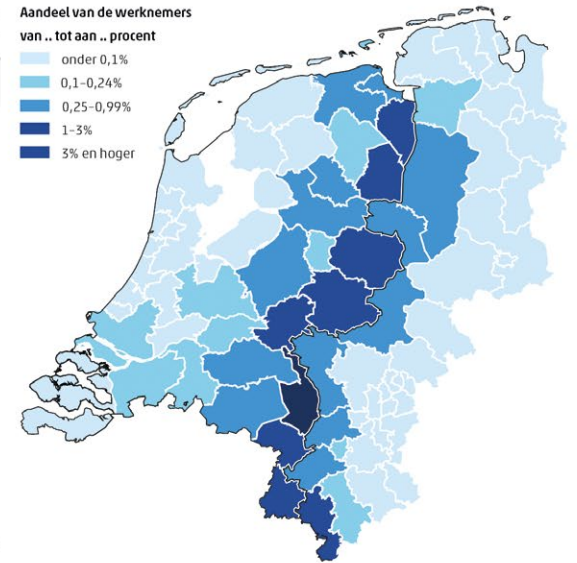 Aandeel van de werknemers
van .. tot aan .. procent
onder 0,1%
0,1–0,24%
0,25–0,99%
1–3%
3% en hoger